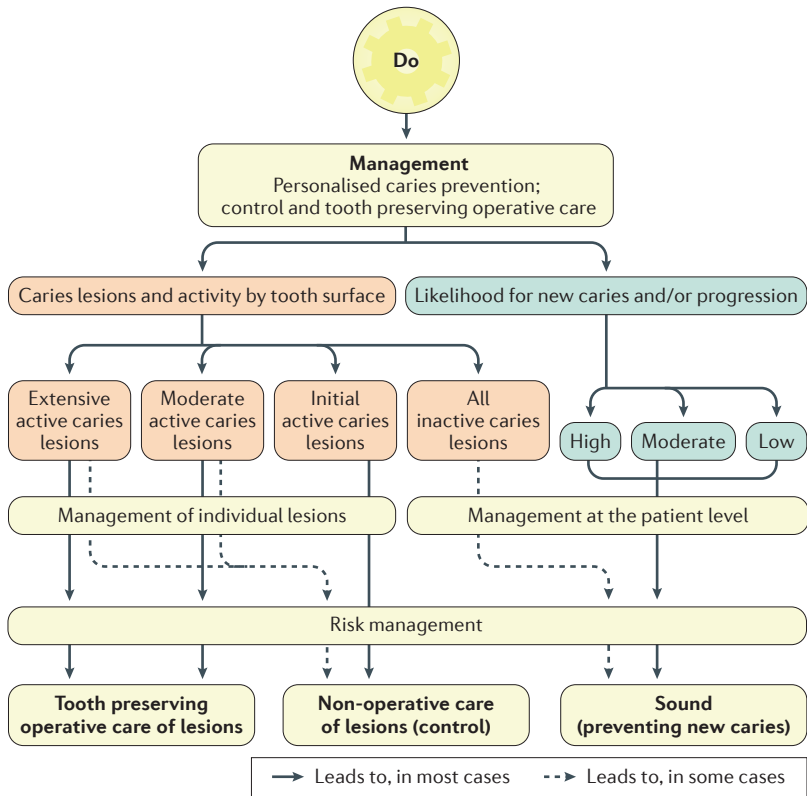 Do
Management
Personalised caries prevention;
control and tooth preserving operative care
Caries lesions and activity by tooth surface
Likelihood for new caries and/or progression
Extensive
active caries
lesions
Moderate
active caries
lesions
Initial
active caries
lesions
All
inactive caries
lesions
High
Moderate
Low
Management of individual lesions
Management at the patient level
Risk management
Tooth preserving
operative care of lesions
Non-operative care
of lesions (control)
Sound
(preventing new caries)
Leads to, in most cases
Leads to, in some cases